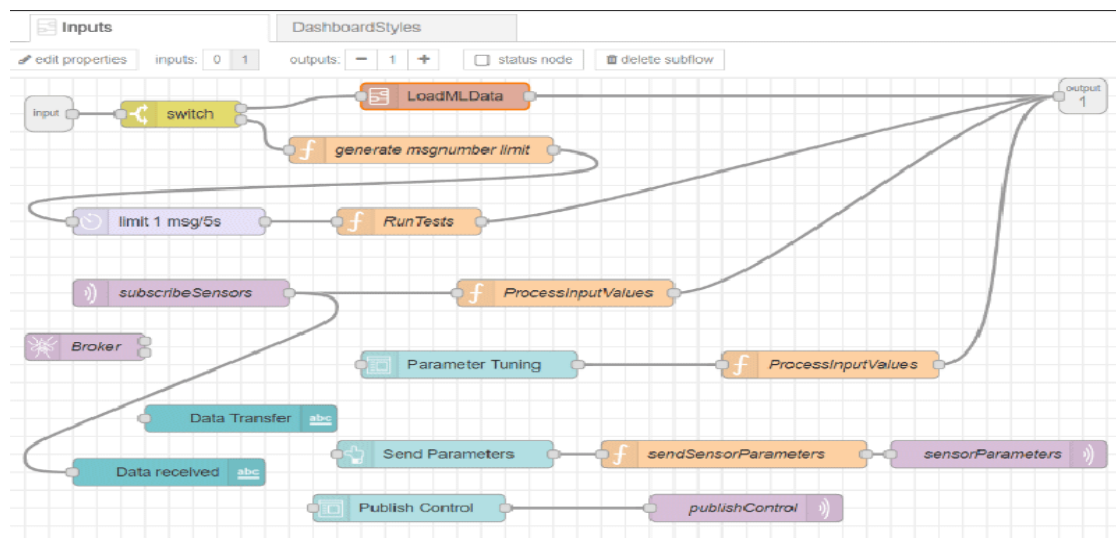 Inputs
DashboardStyles
edit properties
inputs: 0 1
outputs: − 1 +
status node
delete subflow
input
switch
LoadMLData
output
1
generate msgnumber limit
limit 1 msg/5s
f
RunTests
subscribeSensors
f
ProcessInputValues
Broker
Parameter Tuning
f
ProcessInputValues
Data Transfer
abc
Send Parameters
f
sendSensorParameters
sensorParameters
Data received
abc
Publish Control
publishControl